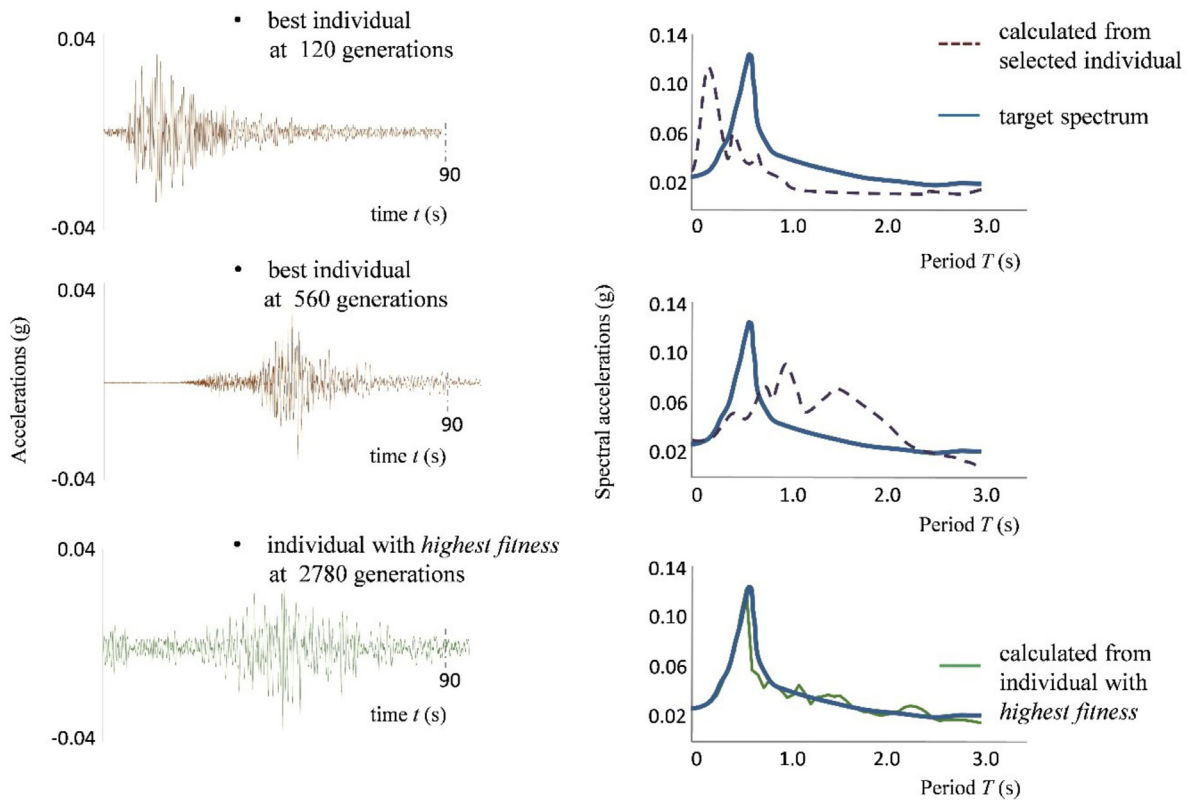 • best individual
at 120 generations
0.04
-0.04
90
time t (s)
0.14
0.10
0.06
0.02
0 1.0 2.0 3.0
Period T (s)
calculated from
selected individual
target spectrum
• best individual
at 560 generations
0.04
-0.04
90
time t (s)
Accelerations (g)
Spectral accelerations (g)
0.14
0.10
0.06
0.02
0 1.0 2.0 3.0
Period T (s)
• individual with highest fitness
at 2780 generations
0.04
-0.04
90
time t (s)
0.14
0.10
0.06
0.02
0 1.0 2.0 3.0
Period T (s)
calculated from
individual with
highest fitness